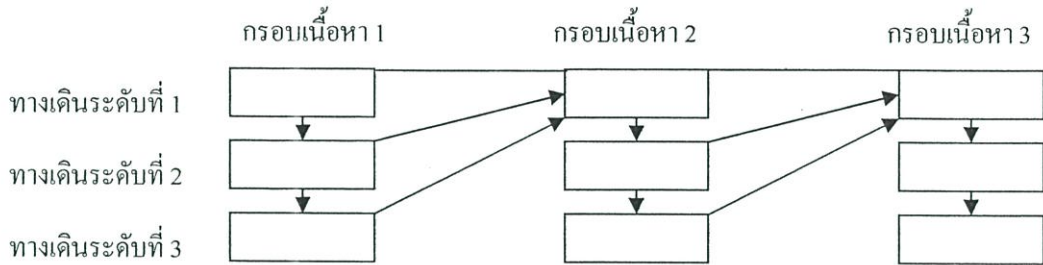 กรอบเนื้อหา 1 กรอบเนื้อหา 2 กรอบเนื้อหา 3
ทางเดินระดับที่ 1
ทางเดินระดับที่ 2
ทางเดินระดับที่ 3